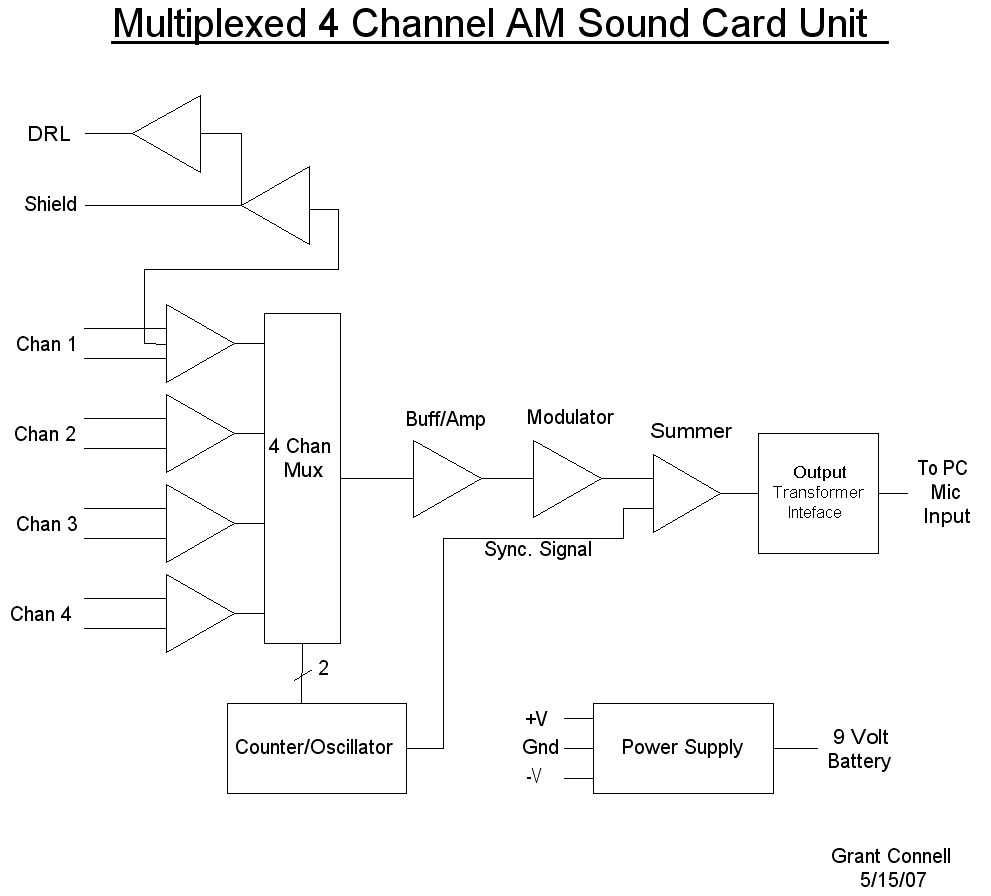 Multiplexed 4 Channel AM Sound Card Unit
DRL
Shield
Chan 1
Chan 2
Chan 3
Chan 4
4 Chan
Mux
2
Counter/Oscillator
Buff/Amp
Modulator
Summer
Sync. Signal
Output
Transformer
Inteface
To PC
Mic
Input
+V
Gnd
-V
Power Supply
9 Volt
Battery
Grant Connell
5/15/07